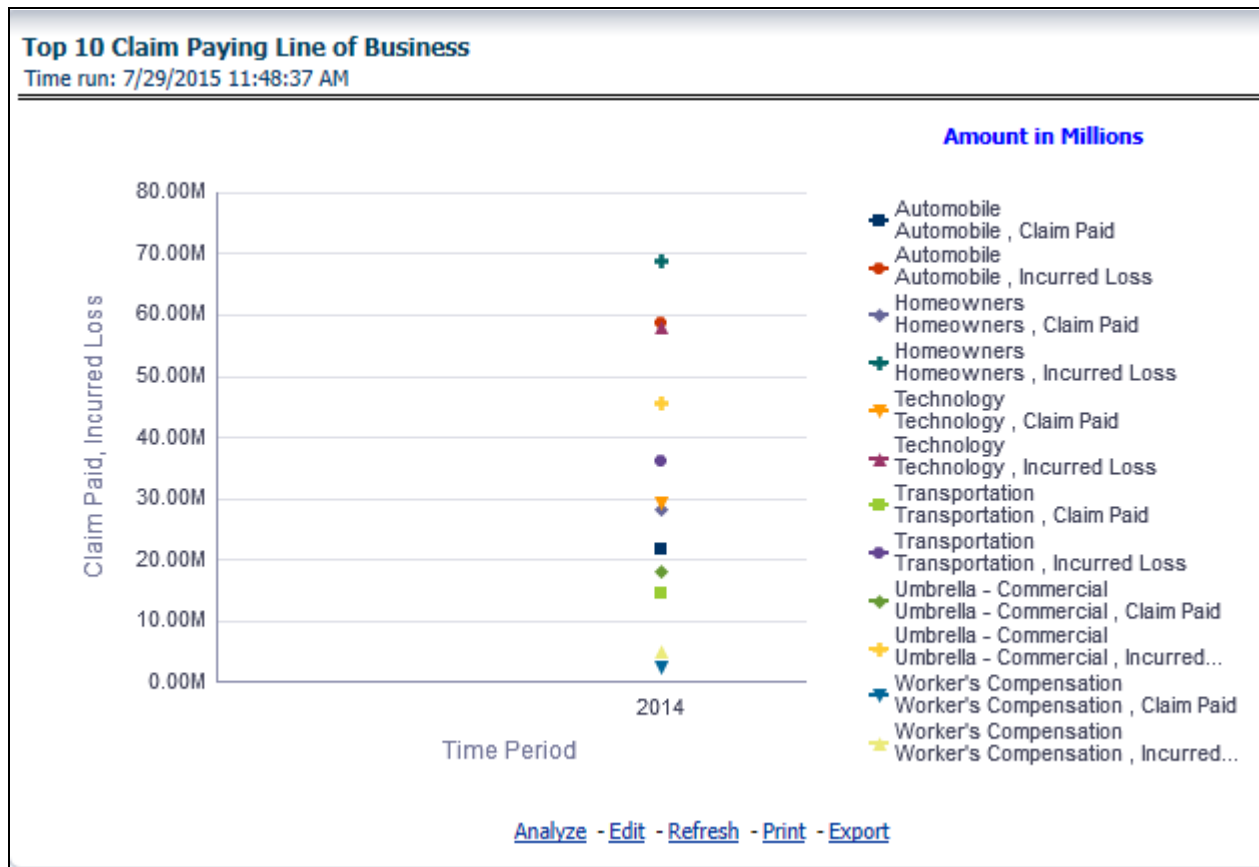 Top 10 Claim Paying Line of Business
Time run: 7/29/2015 11:48:37 AM
Amount in Millions
80.00M
70.00M
60.00M
50.00M
40.00M
30.00M
20.00M
10.00M
0.00M
Claim Paid, Incurred Loss
2014
Time Period
Automobile
Automobile , Claim Paid
Automobile
Automobile , Incurred Loss
Homeowners
Homeowners , Claim Paid
Homeowners
Homeowners , Incurred Loss
Technology
Technology , Claim Paid
Technology
Technology , Incurred Loss
Transportation
Transportation , Claim Paid
Transportation
Transportation , Incurred Loss
Umbrella - Commercial
Umbrella - Commercial , Claim Paid
Umbrella - Commercial
Umbrella - Commercial , Incurred...
Worker's Compensation
Worker's Compensation , Claim Paid
Worker's Compensation
Worker's Compensation , Incurred...
Analyze - Edit - Refresh - Print - Export